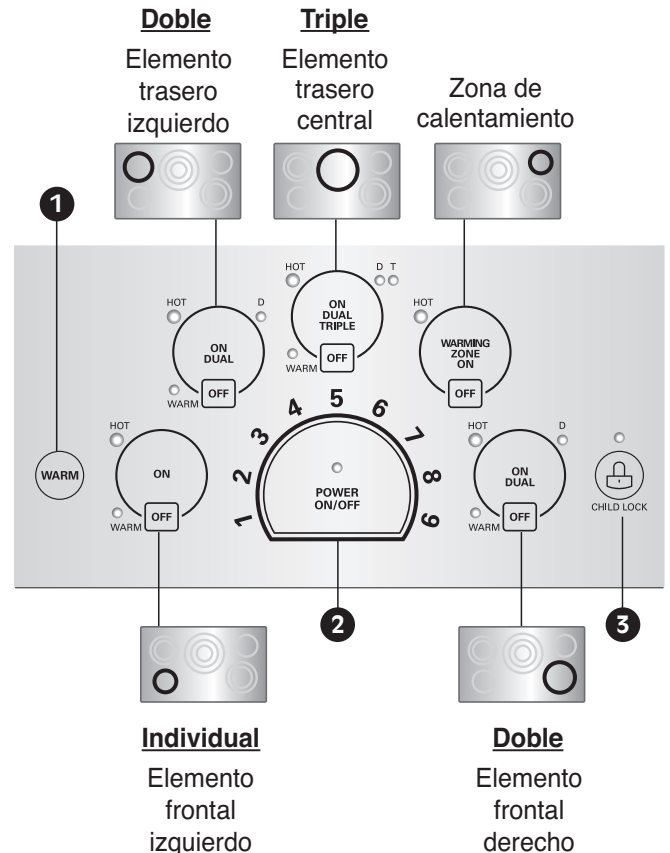 Doble
Elemento
trasero
izquierdo
Triple
Elemento
trasero
central
Zona de
calentamiento
1
HOT
D
ON
DUAL
OFF
WARM
HOT
D T
ON
DUAL
TRIPLE
OFF
WARM
HOT
WARMING
ZONE
ON
OFF
WARM
HOT
ON
OFF
WARM
1
2
3
4
5
6
7
8
9
POWER
ON/OFF
HOT
D
ON
DUAL
OFF
WARM
CHILD LOCK
2
3
Individual
Elemento
frontal
izquierdo
Doble
Elemento
frontal
derecho